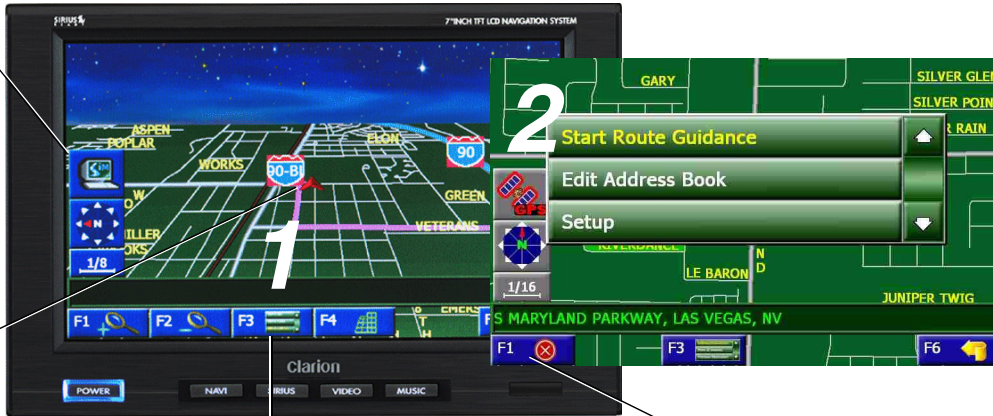 SIRIUS
7"INCH TFT LCD NAVIGATION SYSTEM
ASPEN
POPLAR
ELON
90
WORKS
90-BL
SIM
GREEN
N
VETERANS
1/8
1
F1
F2
F3
F4
T
H
Clarion
POWER
NAVI
SIRIUS
VIDEO
MUSIC
2
GARY
SILVER GLE
SILVER POIN
RAIN
Start Route Guidance
Edit Address Book
Setup
GPS
N
RIVERDANCE
N
D
LE BARON
1/16
JUNIPER TWIG
S MARYLAND PARKWAY, LAS VEGAS, NV
F1
F3
F6